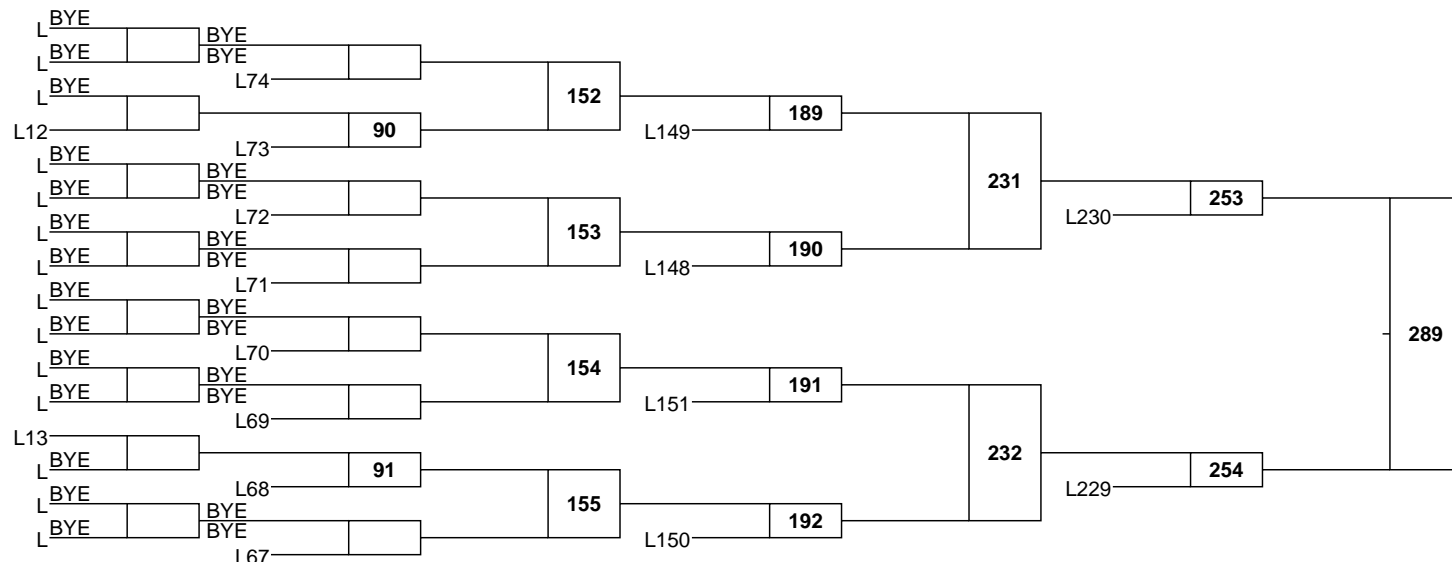 BYE
L
BYE
BYE
L
BYE
L74
BYE
L
152
L12
90
L149
189
L73
BYE
L
BYE
BYE
L
BYE
231
L72
L230
253
BYE
L
153
BYE
BYE
L
BYE
L148
190
L71
BYE
L
BYE
BYE
L
BYE
289
L70
BYE
L
154
BYE
BYE
L
BYE
L151
191
L69
L13
BYE
L
91
232
L229
254
L68
BYE
L
155
BYE
BYE
L
BYE
L150
192
L67